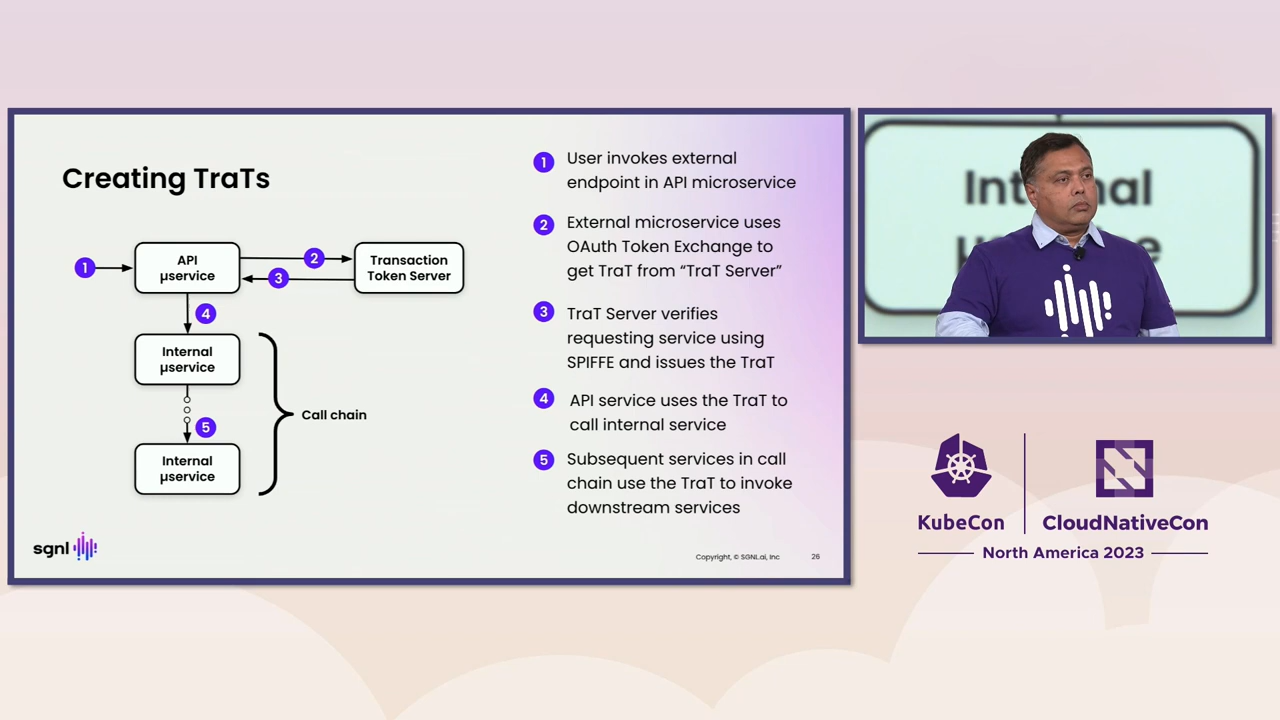 Creating TraTs
1
API
µservice
2
3
Transaction
Token Server
4
Internal
µservice
5
Internal
µservice
Call chain
1
User invokes external
endpoint in API microservice
2
External microservice uses
OAuth Token Exchange to
get TraT from “TraT Server”
3
TraT Server verifies
requesting service using
SPIFFE and issues the TraT
4
API service uses the TraT to
call internal service
5
Subsequent services in call
chain use the TraT to invoke
downstream services
sgnl
Copyright, © SGNL.ai, Inc
26
KubeCon
CloudNativeCon
North America 2023